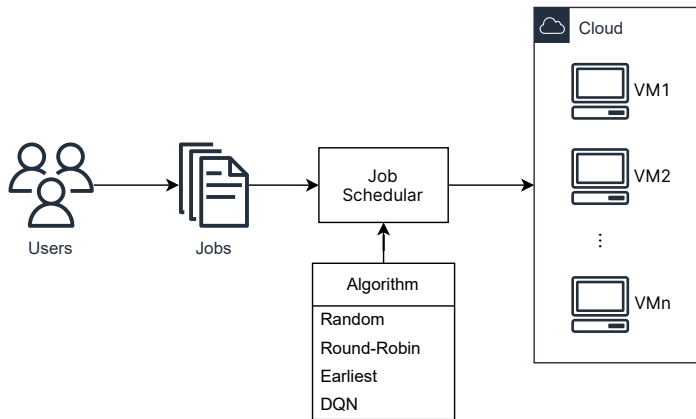 Cloud
VM1
VM2
⋮
VMn
Users
Jobs
Job
Schedular
Algorithm
Random
Round-Robin
Earliest
DQN